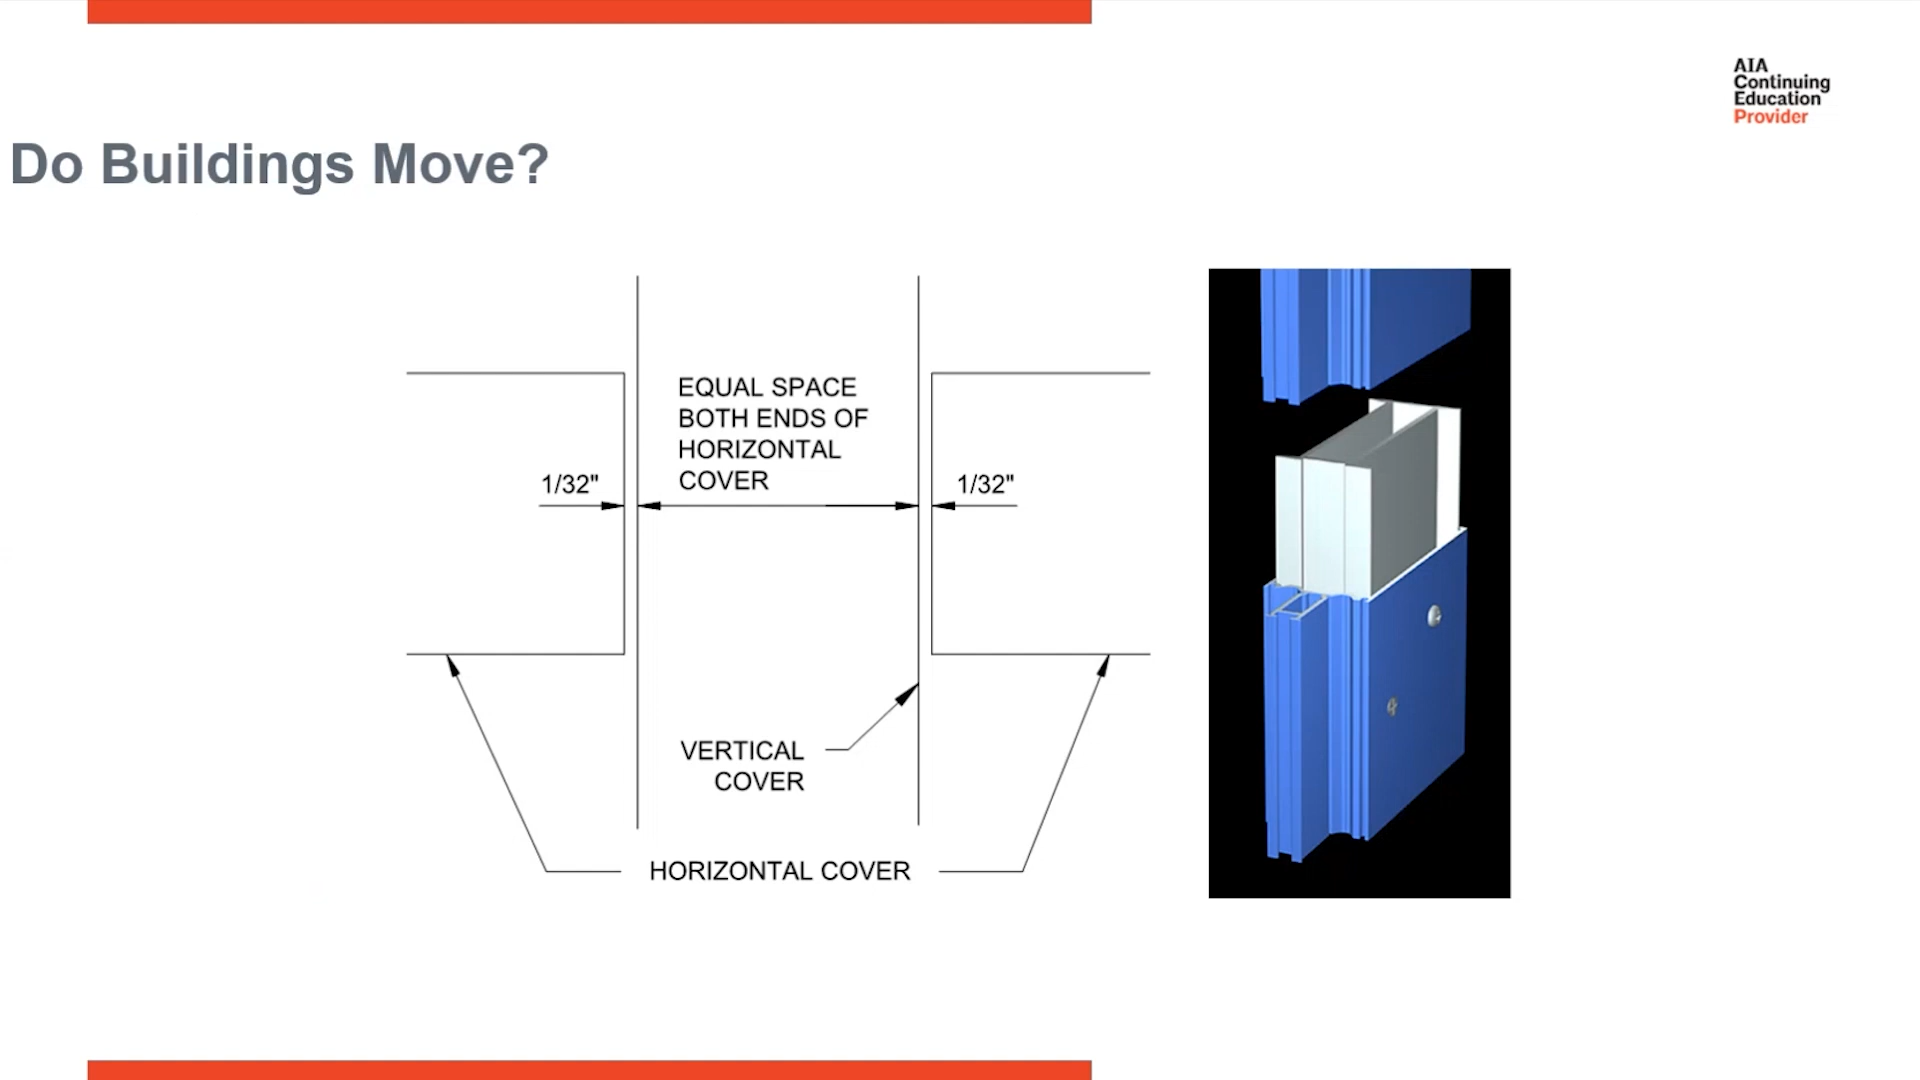 AIA
Continuing
Education
Provider
Do Buildings Move?
EQUAL SPACE
BOTH ENDS OF
HORIZONTAL
COVER
1/32"
1/32"
VERTICAL
COVER
HORIZONTAL COVER